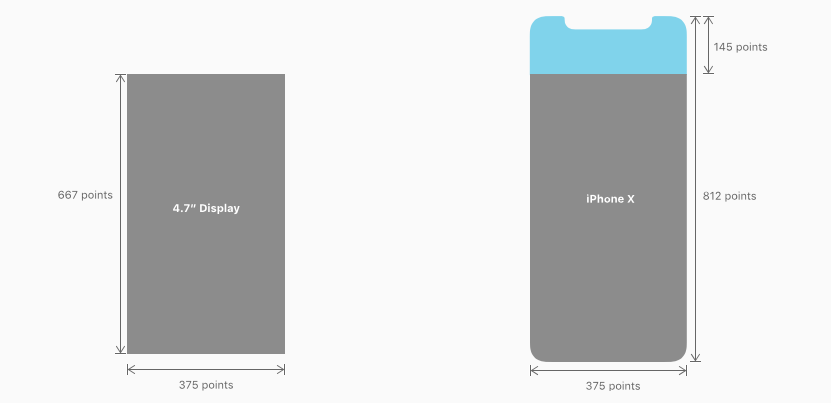 145 points
667 points
4.7” Display
iPhone X
812 points
375 points
375 points